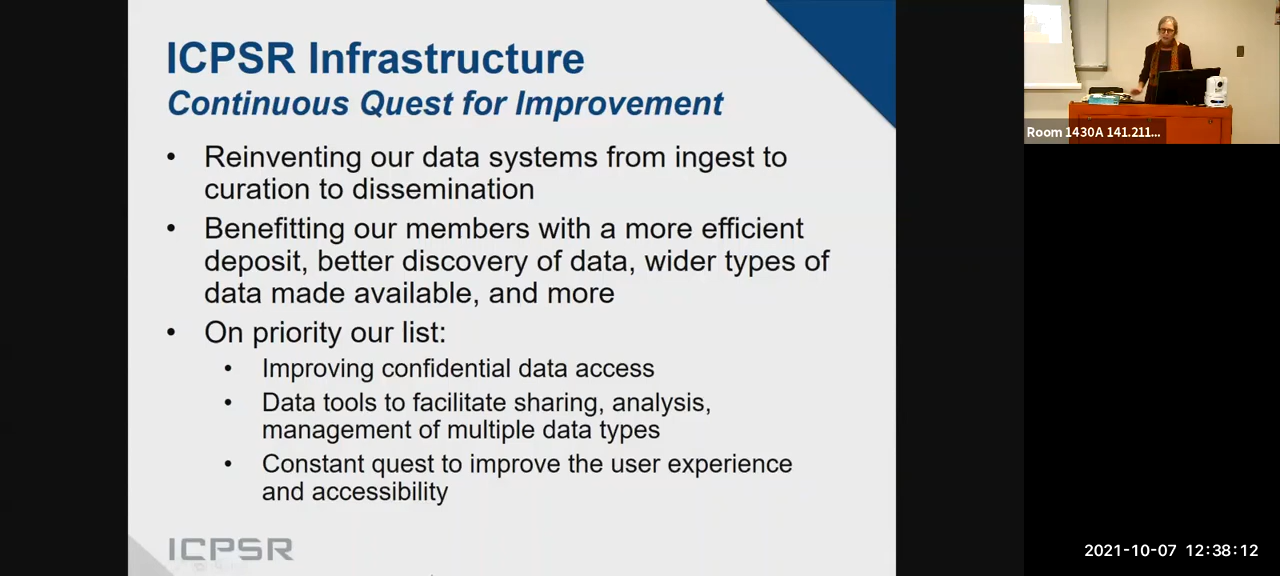 ICPSR Infrastructure
Continuous Quest for Improvement
• Reinventing our data systems from ingest to
curation to dissemination
• Benefitting our members with a more efficient
deposit, better discovery of data, wider types of
data made available, and more
• On priority our list:
• Improving confidential data access
• Data tools to facilitate sharing, analysis,
management of multiple data types
• Constant quest to improve the user experience
and accessibility
ICPSR
Room 1430A 141.211...
2021-10-07 12:38:12